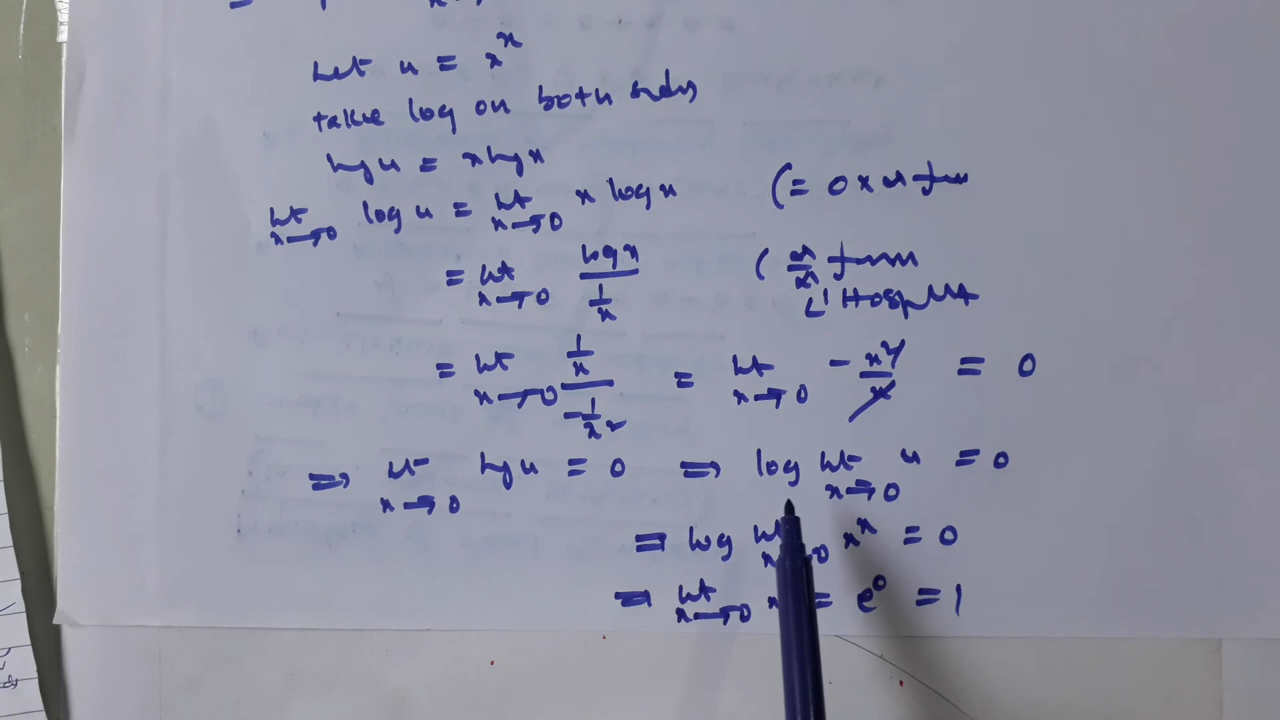 Let u = x^x
take log on both sides
log u = x log x
Lt x→0 log u = Lt x→0 x log x (= 0 × ∞ form
= Lt x→0 log x / (1/x) ( ∞/∞ form
L' Hospital
= Lt x→0 (1/x) / (-1/x²) = Lt x→0 - x²/x = 0
⇒ Lt x→0 log u = 0 ⇒ log Lt x→0 u = 0
⇒ log Lt x→0 x^x = 0
⇒ Lt x→0 x = e^0 = 1